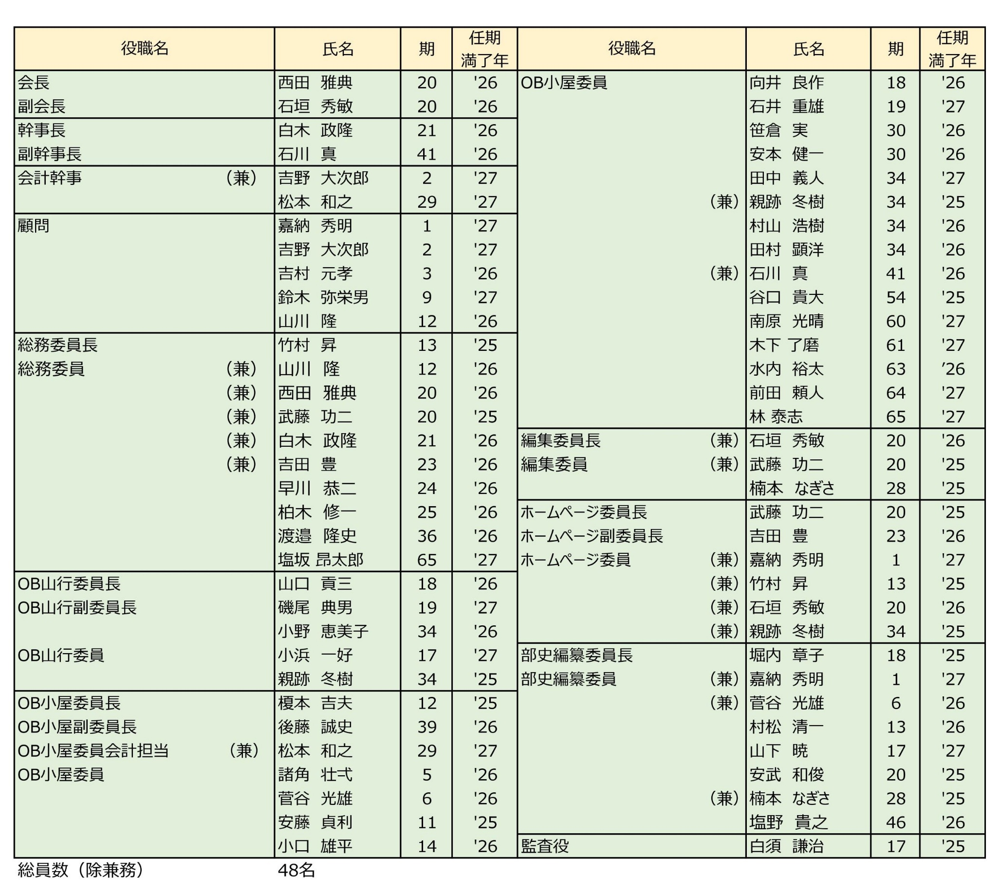 役職名 氏名 期 任期満了年 役職名 氏名 期 任期満了年
会長 西田 雅典 20 '26 OB小屋委員 向井 良作 18 '26
副会長 石垣 秀敏 20 '26 石井 重雄 19 '27
幹事長 白木 政隆 21 '26 笹倉 実 30 '26
副幹事長 石川 真 41 '26 安本 健一 30 '26
会計幹事 （兼） 吉野 大次郎 2 '27 田中 義人 34 '27
松本 和之 29 '27 （兼） 親跡 冬樹 34 '25
顧問 嘉納 秀明 1 '27 村山 浩樹 34 '26
吉野 大次郎 2 '27 田村 顕洋 34 '26
吉村 元孝 3 '26 （兼） 石川 真 41 '26
鈴木 弥栄男 9 '27 谷口 貴大 54 '25
山川 隆 12 '26 南原 光晴 60 '27
総務委員長 竹村 昇 13 '25 木下 了磨 61 '27
総務委員 （兼） 山川 隆 12 '26 水内 裕太 63 ’26
（兼） 西田 雅典 20 '26 前田 頼人 64 '27
（兼） 武藤 功二 20 '25 林 泰志 65 '27
（兼） 白木 政隆 21 '26 編集委員長 （兼） 石垣 秀敏 20 '26
（兼） 吉田 豊 23 '26 編集委員 （兼） 武藤 功二 20 '25
早川 恭二 24 '26 楠本 なぎさ 28 '25
柏木 修一 25 '26 ホームページ委員長 武藤 功二 20 '25
渡邉 隆史 36 '26 ホームページ副委員長 吉田 豊 23 '26
塩坂 昂太郎 65 '27 ホームページ委員 （兼） 嘉納 秀明 1 '27
OB山行委員長 山口 貢三 18 '26 （兼） 竹村 昇 13 '25
OB山行副委員長 磯尾 典男 19 '27 （兼） 石垣 秀敏 20 '26
小野 恵美子 34 '26 （兼） 親跡 冬樹 34 '25
OB山行委員 小浜 一好 17 '27 部史編纂委員長 堀内 章子 18 '25
親跡 冬樹 34 '25 部史編纂委員 （兼） 嘉納 秀明 1 '27
OB小屋委員長 榎本 吉夫 12 '25 （兼） 菅谷 光雄 6 '26
OB小屋副委員長 後藤 誠史 39 '26 村松 清一 13 '26
OB小屋委員会計担当 （兼） 松本 和之 29 '27 山下 暁 17 '27
OB小屋委員 諸角 壮弌 5 '26 安武 和俊 20 '25
菅谷 光雄 6 '26 （兼） 楠本 なぎさ 28 '25
安藤 貞利 11 '25 塩野 貴之 46 '26
小口 雄平 14 '26 監査役 白須 謙治 17 '25
総員数（除兼務） 48名